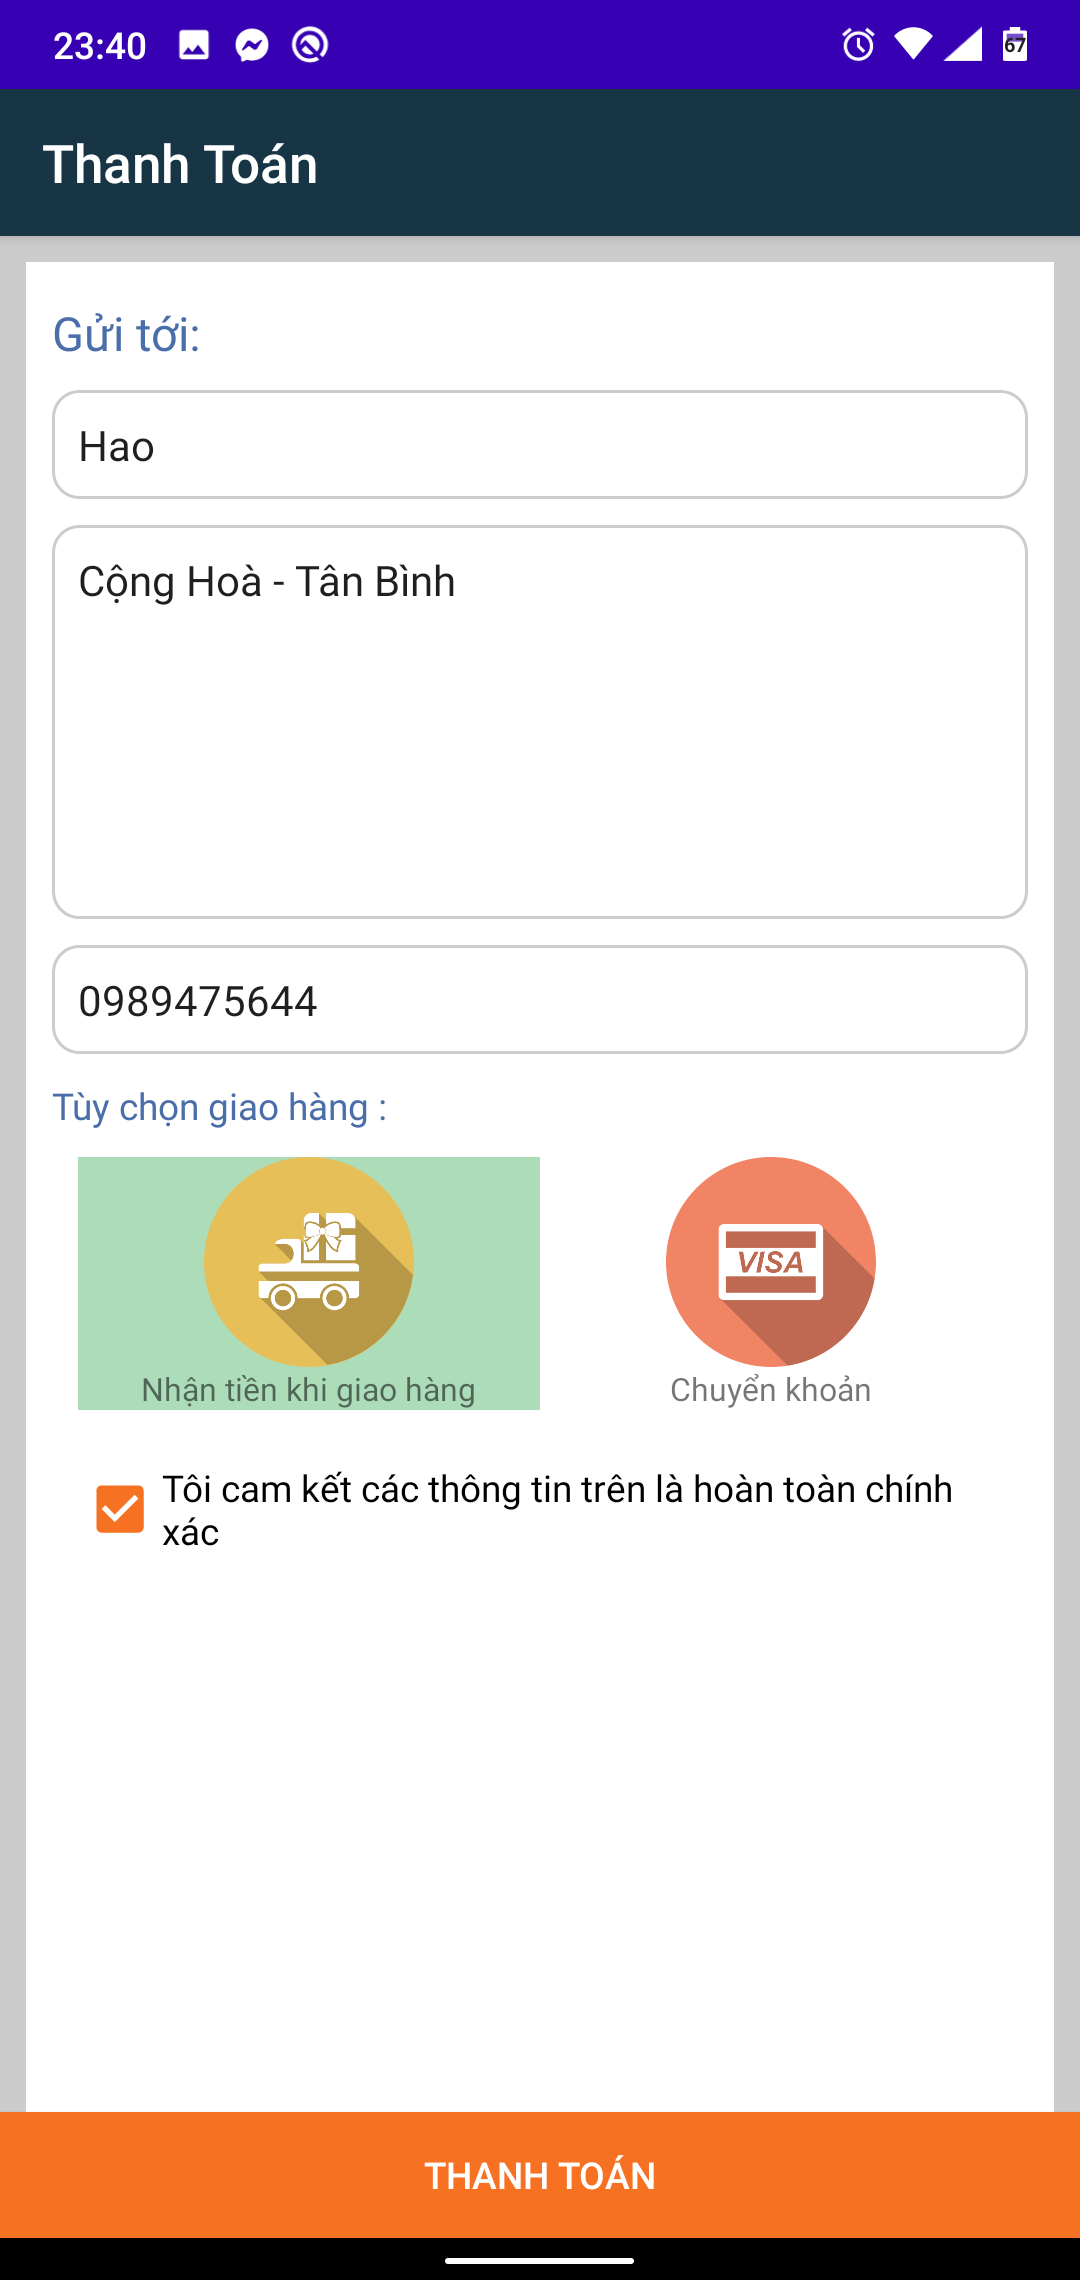 23:40
67
Thanh Toán
Gửi tới:
Hao
Cộng Hoà - Tân Bình
0989475644
Tùy chọn giao hàng :
VISA
Nhận tiền khi giao hàng
Chuyển khoản
Tôi cam kết các thông tin trên là hoàn toàn chính
xác
THANH TOÁN